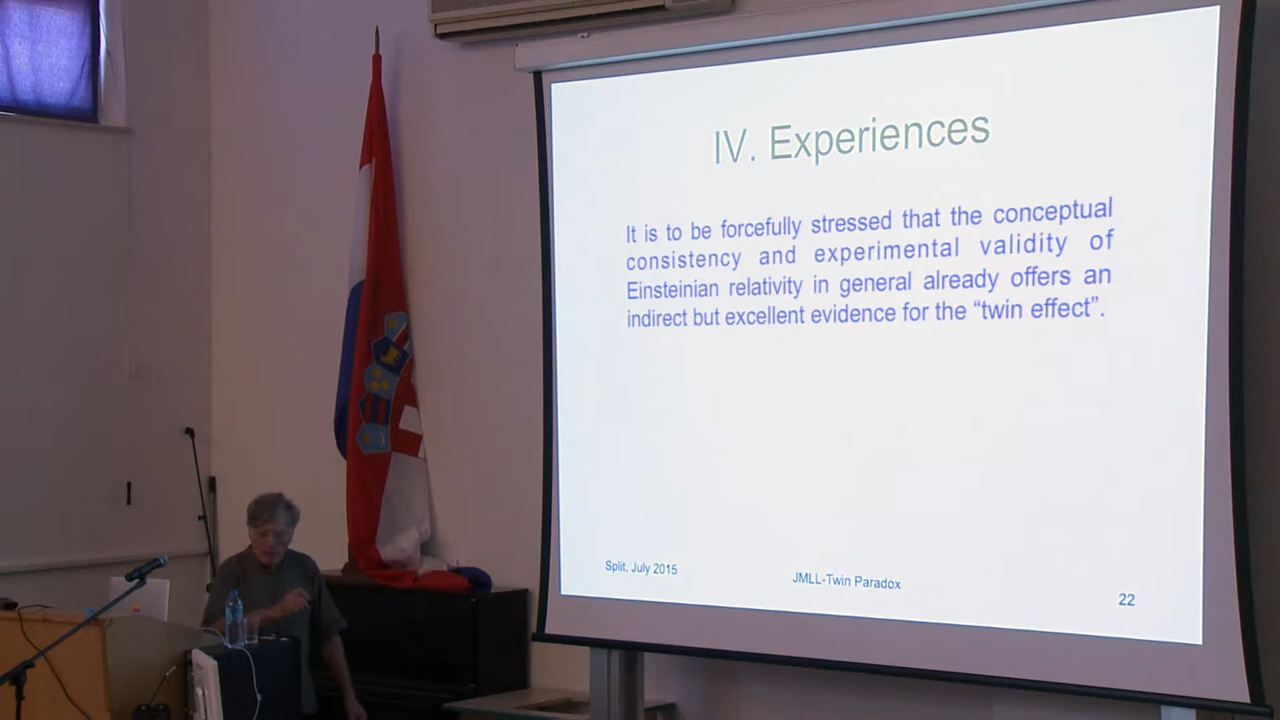 IV. Experiences
It is to be forcefully stressed that the conceptual
consistency and experimental validity of
Einsteinian relativity in general already offers an
indirect but excellent evidence for the “twin effect”.
Split, July 2015
JMLL-Twin Paradox
22